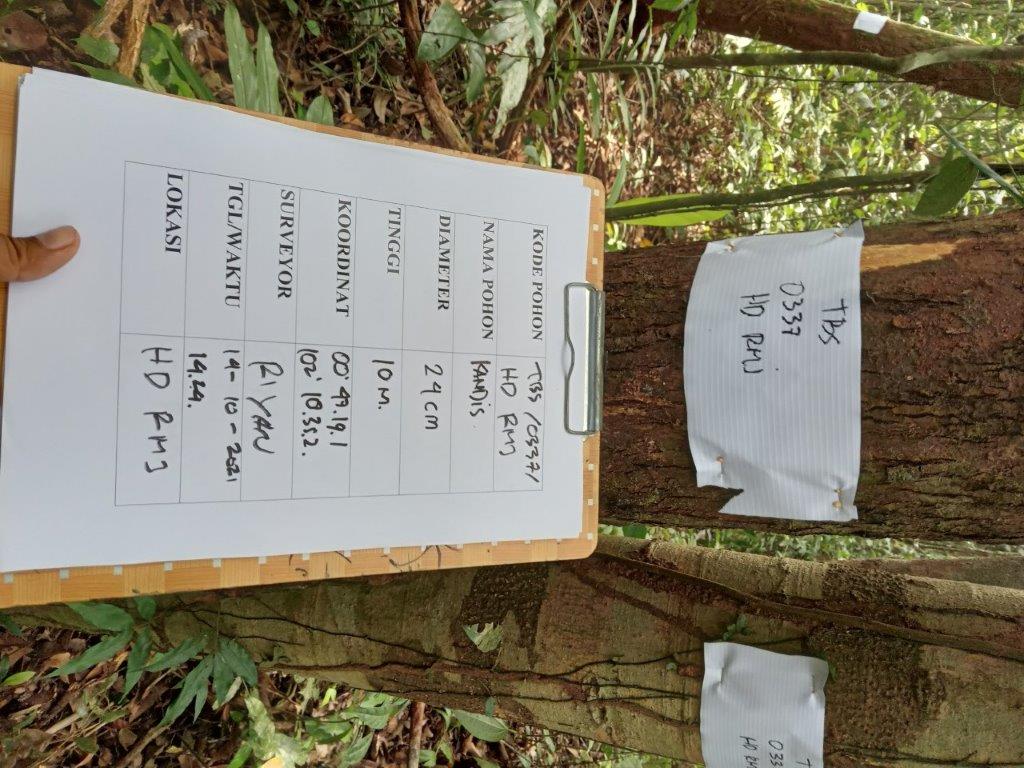 TBS
0337
HD RMJ
T
033
HD R
KODE POHON TBS /0337/
HD RMJ
NAMA POHON KANDIS
DIAMETER 24 cm
TINGGI 10 M.
KOORDINAT 00° 49.19.1
102° 10.35.2.
SURVEYOR RIYAN
TGL/WAKTU 14-10-2021
14.24.
LOKASI HD RMJ